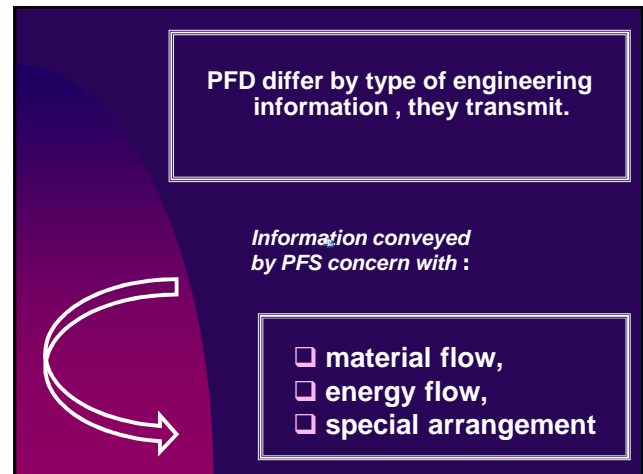 PFD differ by type of engineering
information , they transmit.
Information conveyed
by PFS concern with :
❑ material flow,
❑ energy flow,
❑ special arrangement